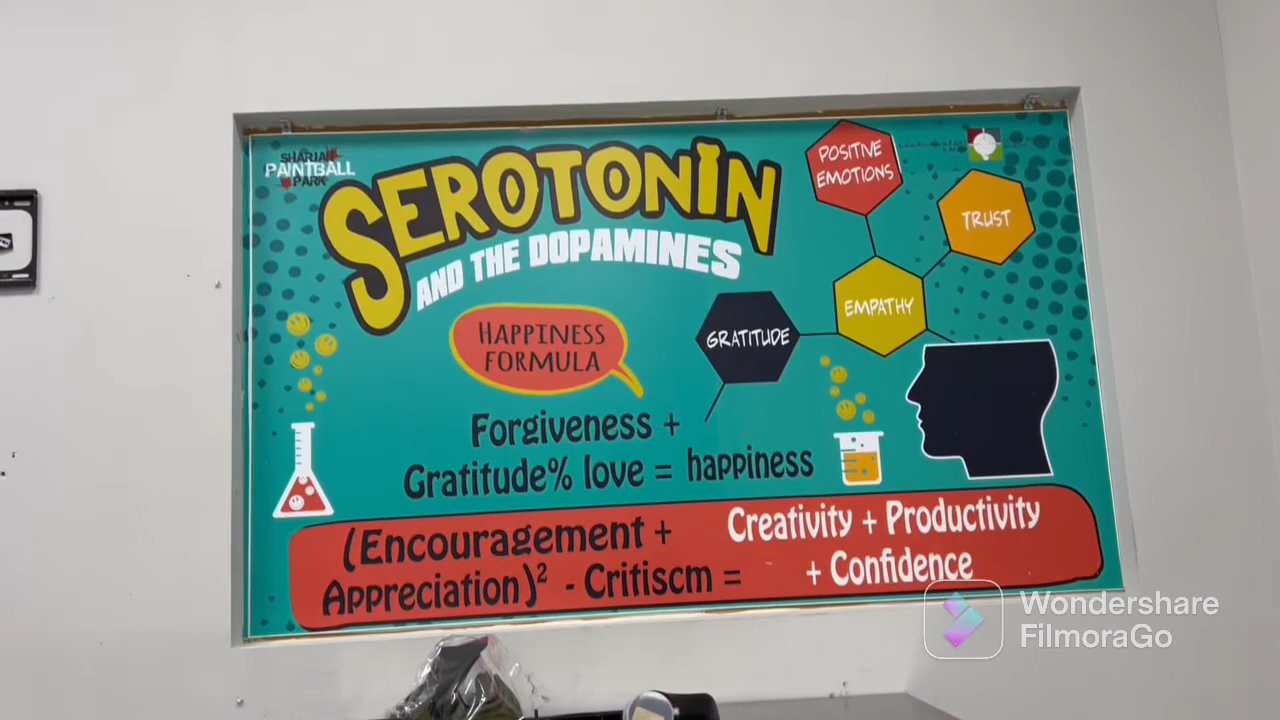 SHARJAH
PAINTBALL
PARK
SEROTONIN
AND THE DOPAMINES
POSITIVE
EMOTIONS
TRUST
EMPATHY
GRATITUDE
HAPPINESS
FORMULA
Forgiveness +
Gratitude% love = happiness
(Encouragement +
Appreciation)² - Critiscm =
Creativity + Productivity
+ Confidence
Wondershare
FilmoraGo